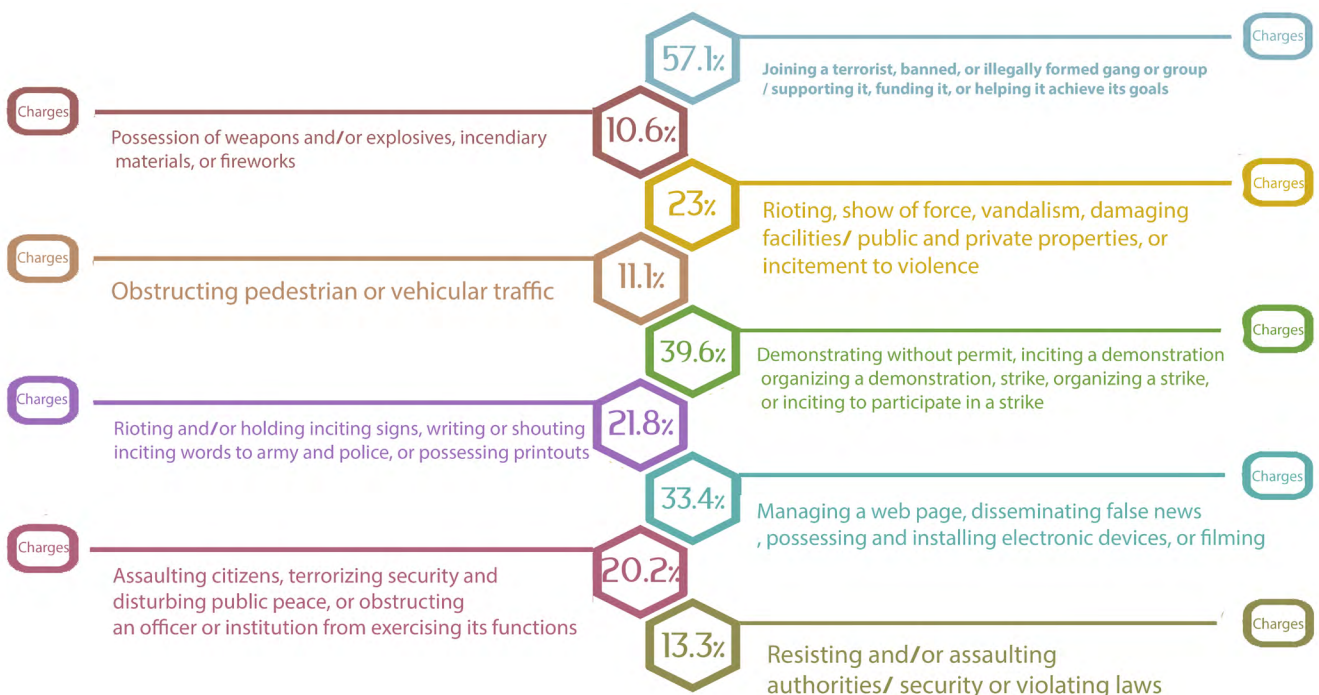 57.1%
Charges
Joining a terrorist, banned, or illegally formed gang or group
/ supporting it, funding it, or helping it achieve its goals
Charges
10.6%
Possession of weapons and/or explosives, incendiary
materials, or fireworks
23%
Charges
Rioting, show of force, vandalism, damaging
facilities/ public and private properties, or
incitement to violence
Charges
11.1%
Obstructing pedestrian or vehicular traffic
39.6%
Charges
Demonstrating without permit, inciting a demonstration
organizing a demonstration, strike, organizing a strike,
or inciting to participate in a strike
Charges
21.8%
Rioting and/or holding inciting signs, writing or shouting
inciting words to army and police, or possessing printouts
33.4%
Charges
Managing a web page, disseminating false news
, possessing and installing electronic devices, or filming
Charges
20.2%
Assaulting citizens, terrorizing security and
disturbing public peace, or obstructing
an officer or institution from exercising its functions
13.3%
Charges
Resisting and/or assaulting
authorities/ security or violating laws